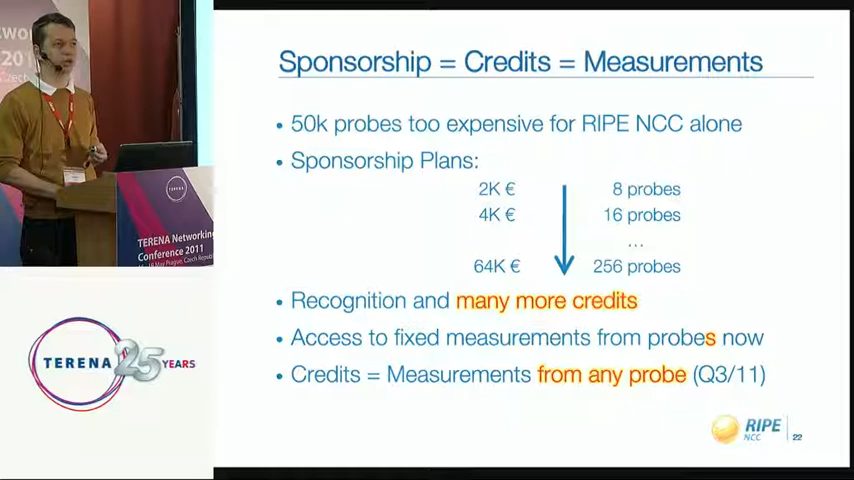 Sponsorship = Credits = Measurements
• 50k probes too expensive for RIPE NCC alone
• Sponsorship Plans:
2K € 8 probes
4K € 16 probes
...
64K € 256 probes
• Recognition and many more credits
• Access to fixed measurements from probes now
• Credits = Measurements from any probe (Q3/11)
RIPE
NCC
22
TERENA
TERENA Networking
Conference 2011
TERENA 25 YEARS